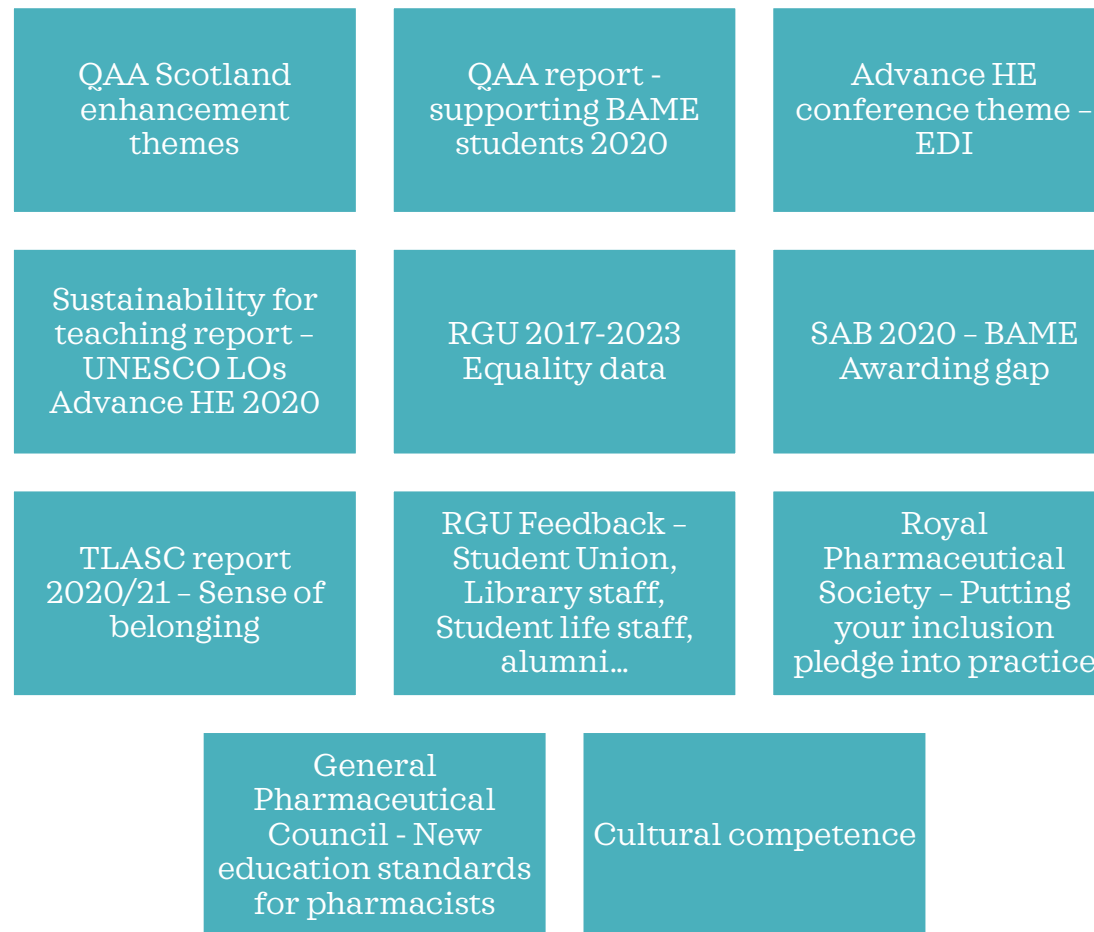 QAA Scotland
enhancement
themes
QAA report -
supporting BAME
students 2020
Advance HE
conference theme –
EDI
Sustainability for
teaching report –
UNESCO LOs
Advance HE 2020
RGU 2017-2023
Equality data
SAB 2020 – BAME
Awarding gap
TLASC report
2020/21 – Sense of
belonging
RGU Feedback –
Student Union,
Library staff,
Student life staff,
alumni...
Royal
Pharmaceutical
Society – Putting
your inclusion
pledge into practice
General
Pharmaceutical
Council - New
education standards
for pharmacists
Cultural competence